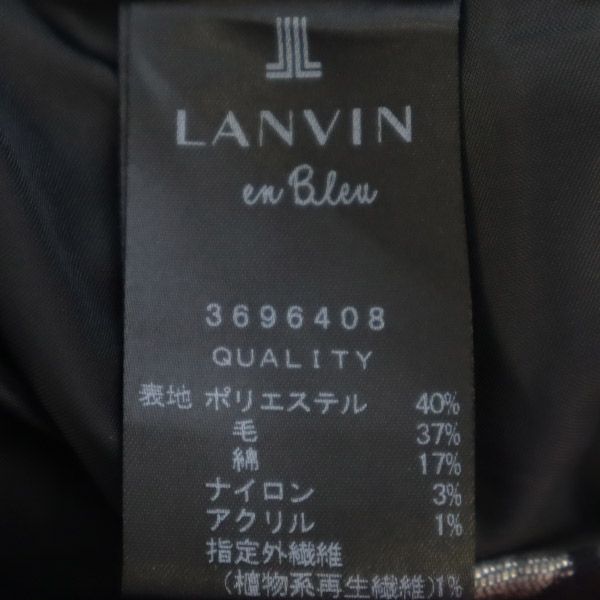 LANVIN
en Bleu
3696408
QUALITY
表地 ポリエステル 40%
毛 37%
綿 17%
ナイロン 3%
アクリル 1%
指定外繊維
(植物系再生繊維)1%